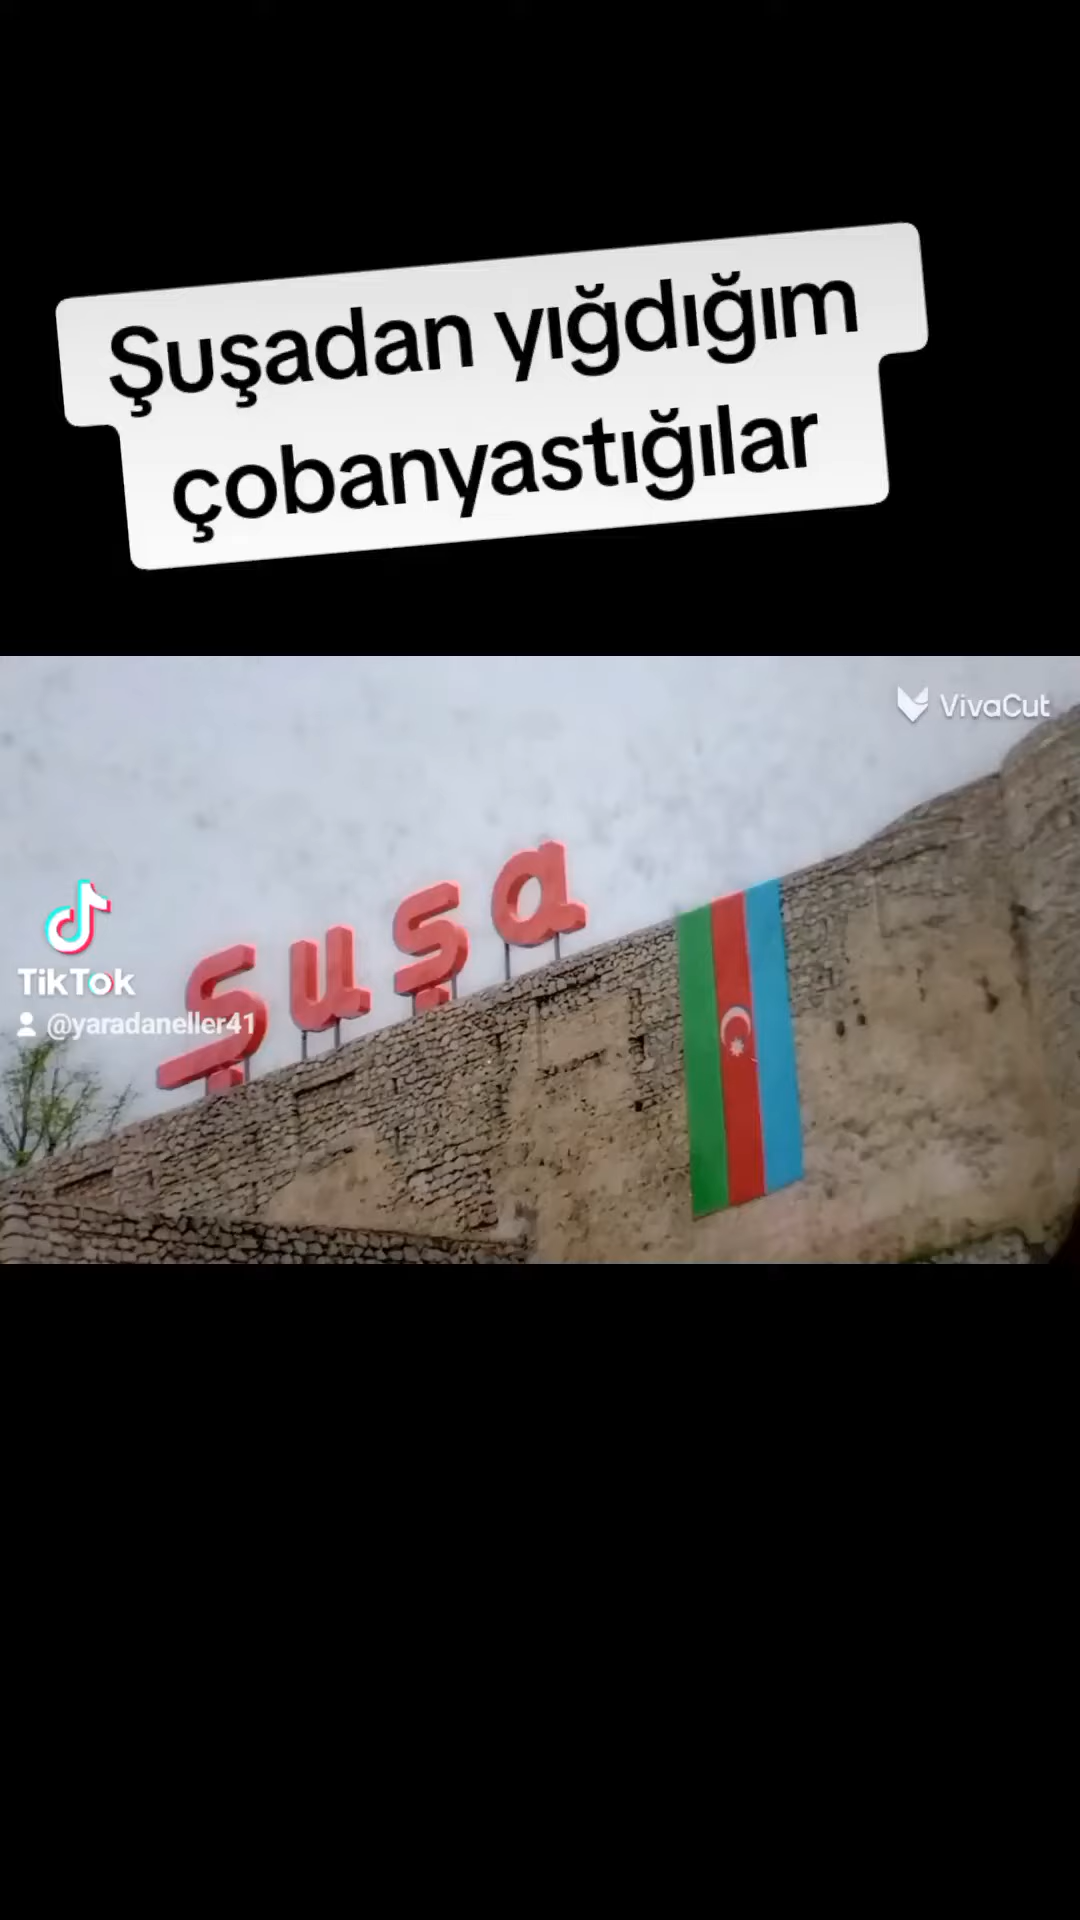 Şuşadan yığdığım
çobanyastığılar
VivaCut
Şuşa
TikTok
@yaradaneller41